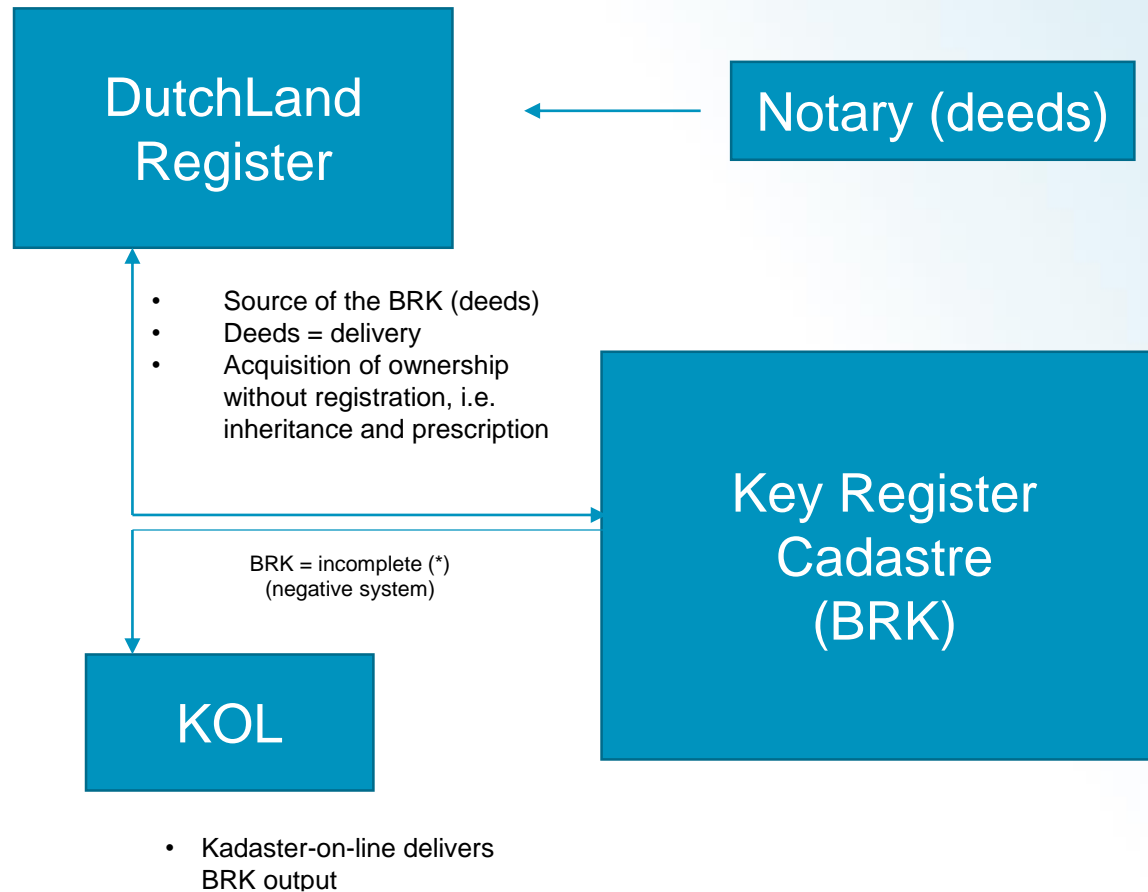 DutchLand
Register
Notary (deeds)
• Source of the BRK (deeds)
• Deeds = delivery
• Acquisition of ownership
without registration, i.e.
inheritance and prescription
Key Register
Cadastre
(BRK)
BRK = incomplete (*)
(negative system)
KOL
• Kadaster-on-line delivers
BRK output